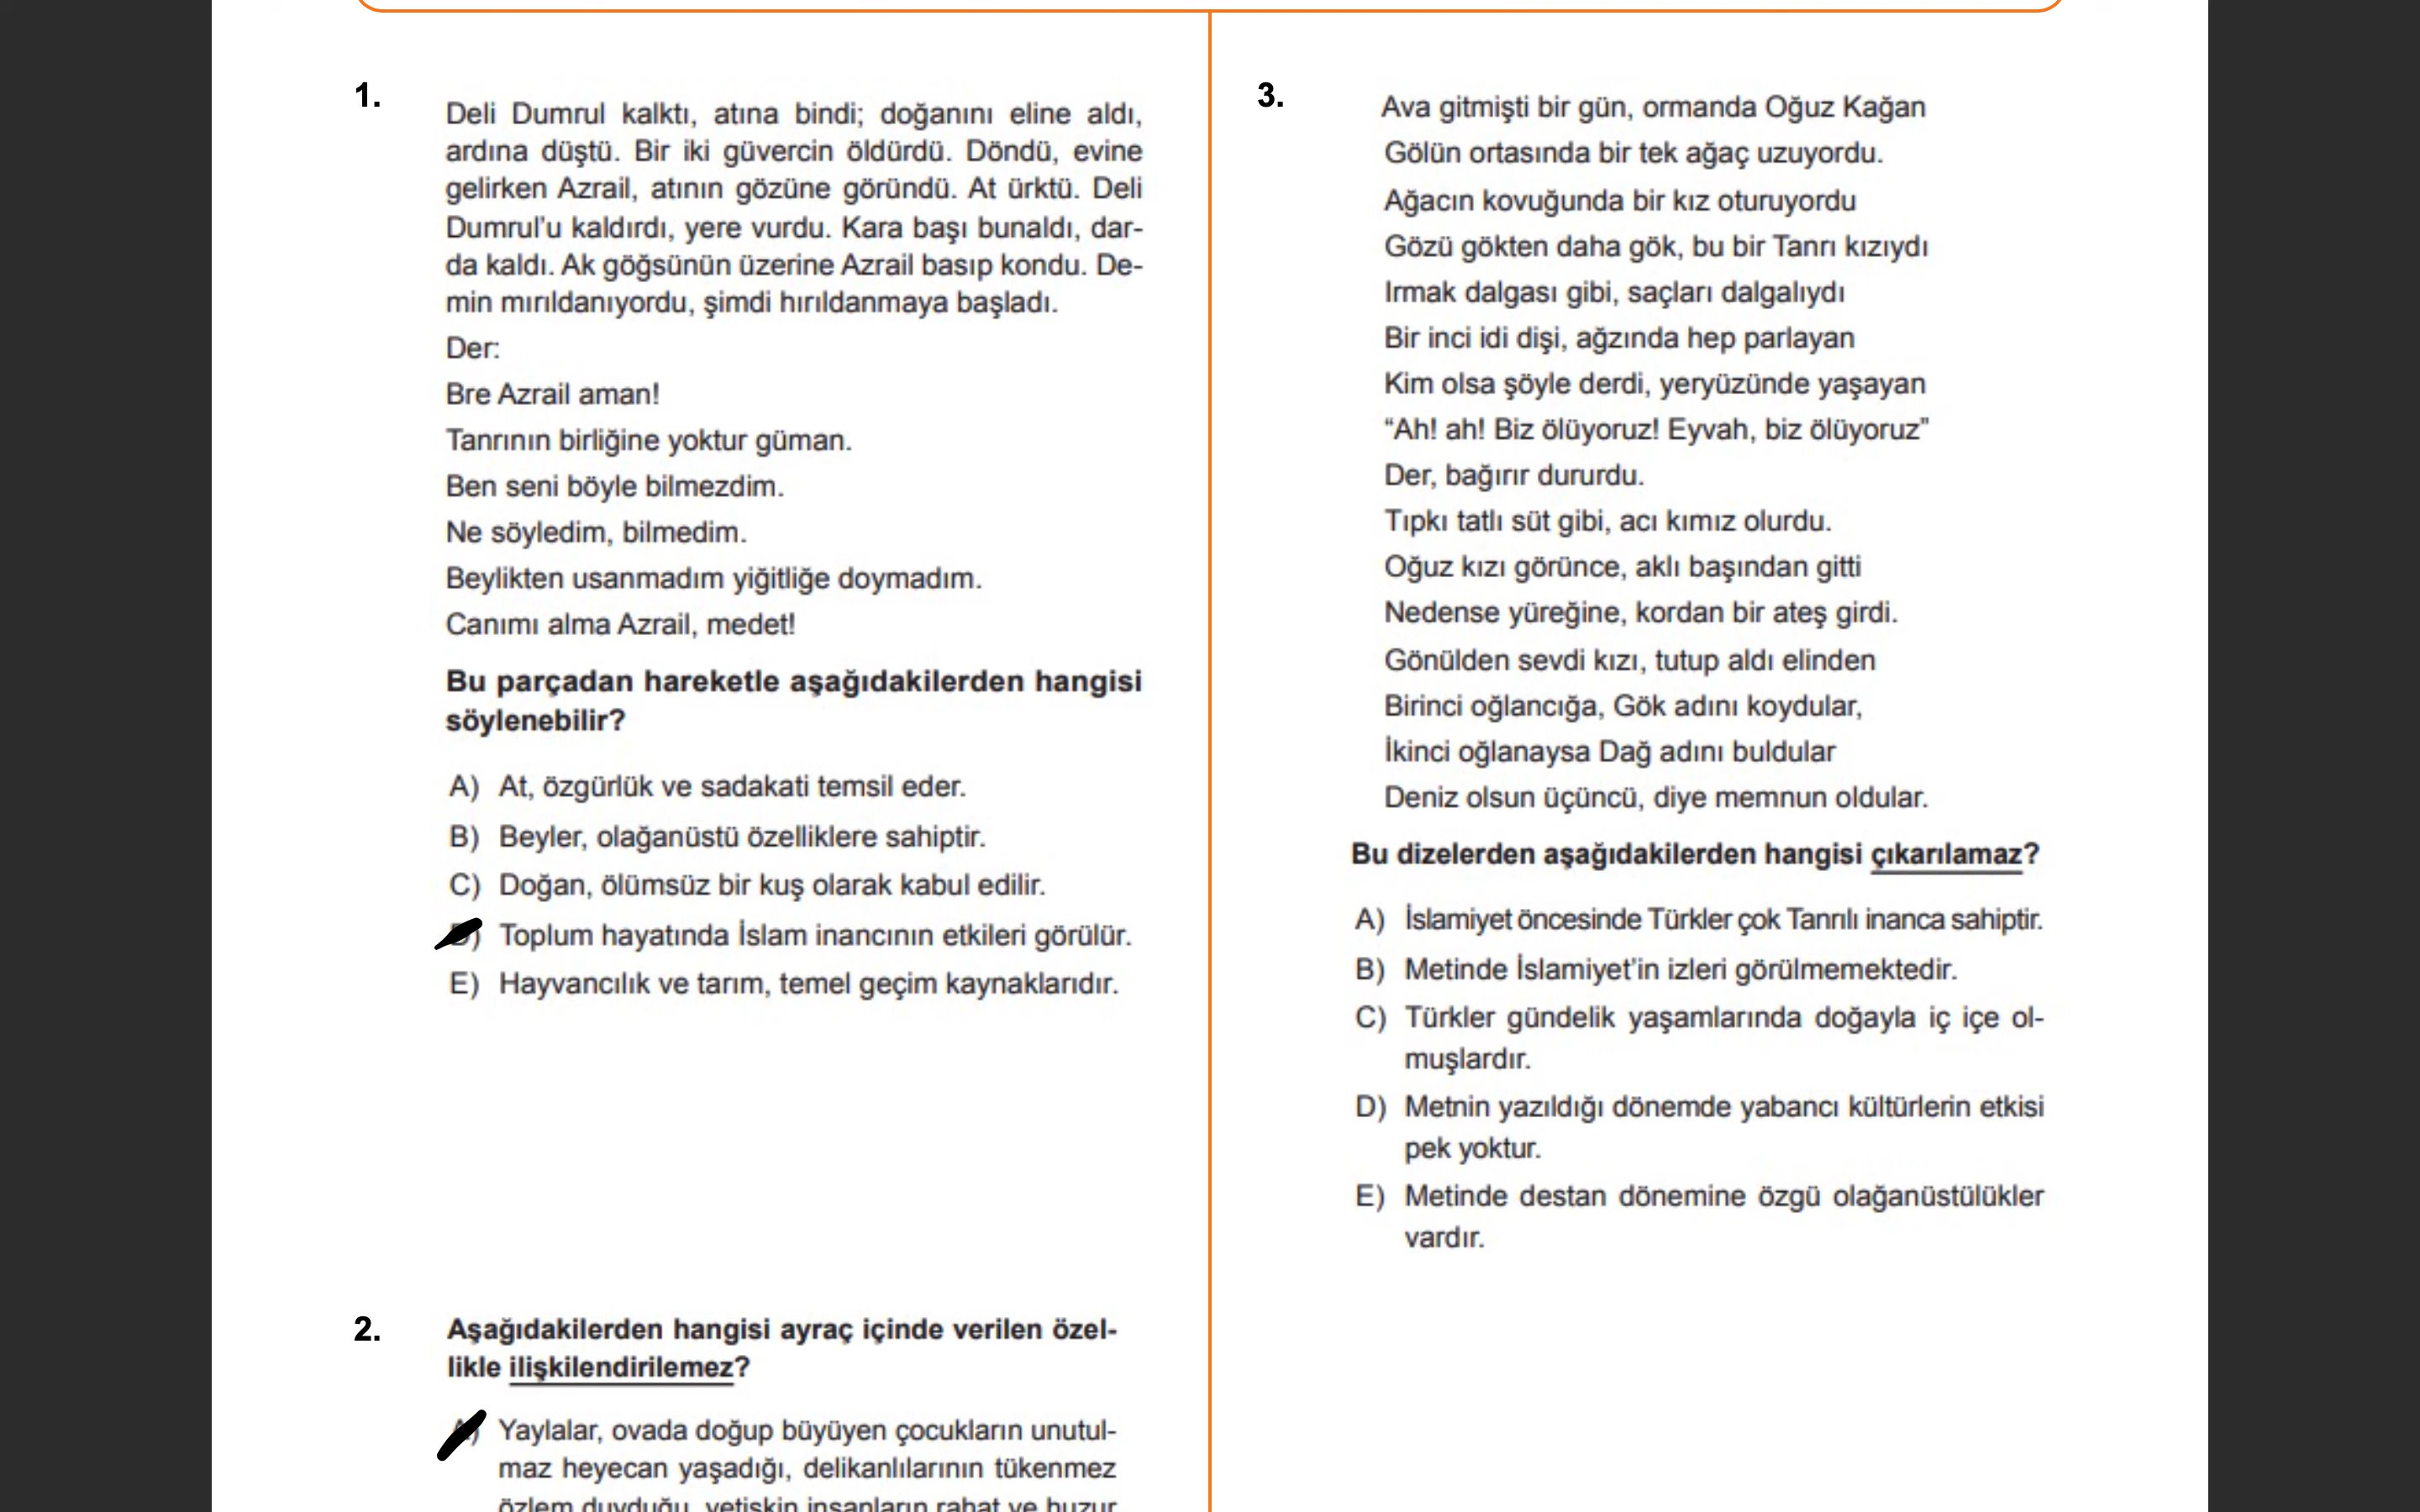 1.
Deli Dumrul kalktı, atına bindi; doğanını eline aldı,
ardına düştü. Bir iki güvercin öldürdü. Döndü, evine
gelirken Azrail, atının gözüne göründü. At ürktü. Deli
Dumrul’u kaldırdı, yere vurdu. Kara başı bunaldı, dar-
da kaldı. Ak göğsünün üzerine Azrail basıp kondu. De-
min mırıldanıyordu, şimdi hırıldanmaya başladı.
Der:
Bre Azrail aman!
Tanrının birliğine yoktur güman.
Ben seni böyle bilmezdim.
Ne söyledim, bilmedim.
Beylikten usanmadım yiğitliğe doymadım.
Canımı alma Azrail, medet!
Bu parçadan hareketle aşağıdakilerden hangisi
söylenebilir?
A) At, özgürlük ve sadakati temsil eder.
B) Beyler, olağanüstü özelliklere sahiptir.
C) Doğan, ölümsüz bir kuş olarak kabul edilir.
D) Toplum hayatında İslam inancının etkileri görülür.
E) Hayvancılık ve tarım, temel geçim kaynaklarıdır.
2.
Aşağıdakilerden hangisi ayraç içinde verilen özel-
likle ilişkilendirilemez?
A) Yaylalar, ovada doğup büyüyen çocukların unutul-
maz heyecan yaşadığı, delikanlılarının tükenmez
özlem duyduğu, yetişkin insanların rahat ve huzur
3.
Ava gitmişti bir gün, ormanda Oğuz Kağan
Gölün ortasında bir tek ağaç uzuyordu.
Ağacın kovuğunda bir kız oturuyordu
Gözü gökten daha gök, bu bir Tanrı kızıydı
Irmak dalgası gibi, saçları dalgalıydı
Bir inci idi dişi, ağzında hep parlayan
Kim olsa şöyle derdi, yeryüzünde yaşayan
“Ah! ah! Biz ölüyoruz! Eyvah, biz ölüyoruz”
Der, bağırır dururdu.
Tıpkı tatlı süt gibi, acı kımız olurdu.
Oğuz kızı görünce, aklı başından gitti
Nedense yüreğine, kordan bir ateş girdi.
Gönülden sevdi kızı, tutup aldı elinden
Birinci oğlancığa, Gök adını koydular,
İkinci oğlanaysa Dağ adını buldular
Deniz olsun üçüncü, diye memnun oldular.
Bu dizelerden aşağıdakilerden hangisi çıkarılamaz?
A) İslamiyet öncesinde Türkler çok Tanrılı inanca sahiptir.
B) Metinde İslamiyet’in izleri görülmemektedir.
C) Türkler gündelik yaşamlarında doğayla iç içe ol-
muşlardır.
D) Metnin yazıldığı dönemde yabancı kültürlerin etkisi
pek yoktur.
E) Metinde destan dönemine özgü olağanüstülükler
vardır.